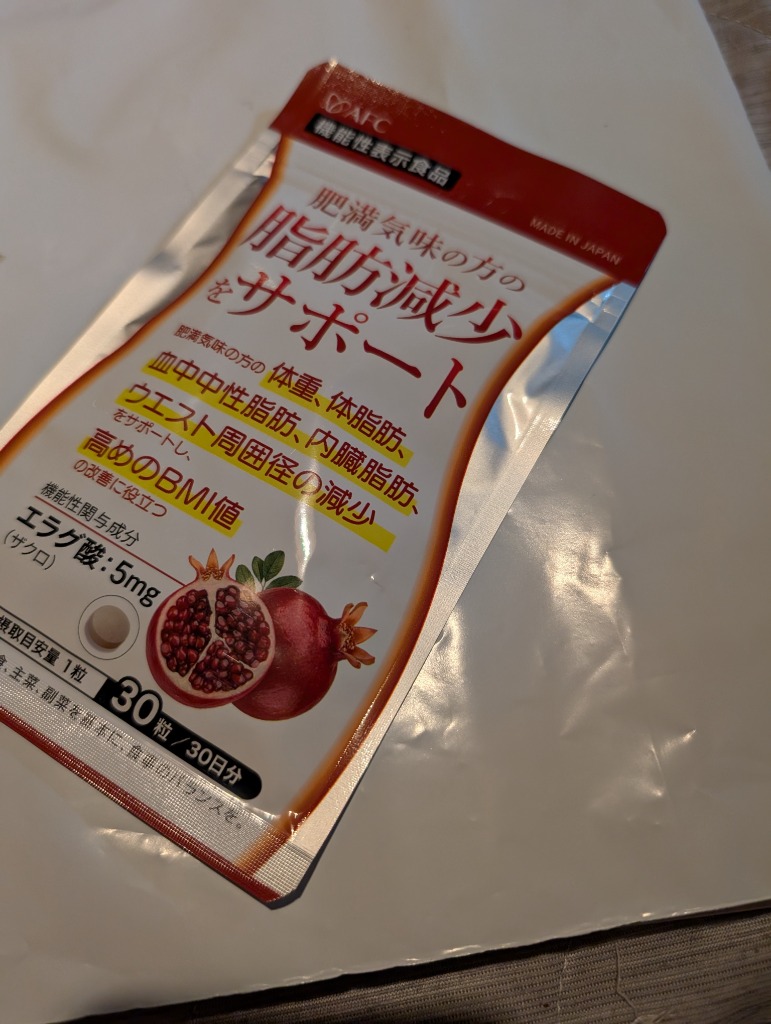 AFC
機能性表示食品
MADE IN JAPAN
肥満気味の方の
脂肪減少
をサポート
肥満気味の方の 体重、体脂肪、
血中中性脂肪、内臓脂肪、
ウエスト周囲径の減少
をサポートし、
高めのBMI値
の改善に役立つ
機能性関与成分
エラグ酸:5mg
(ザクロ)
摂取目安量 1粒
30粒/30日分
食、主菜、副菜を基本に、食事のバランスを。